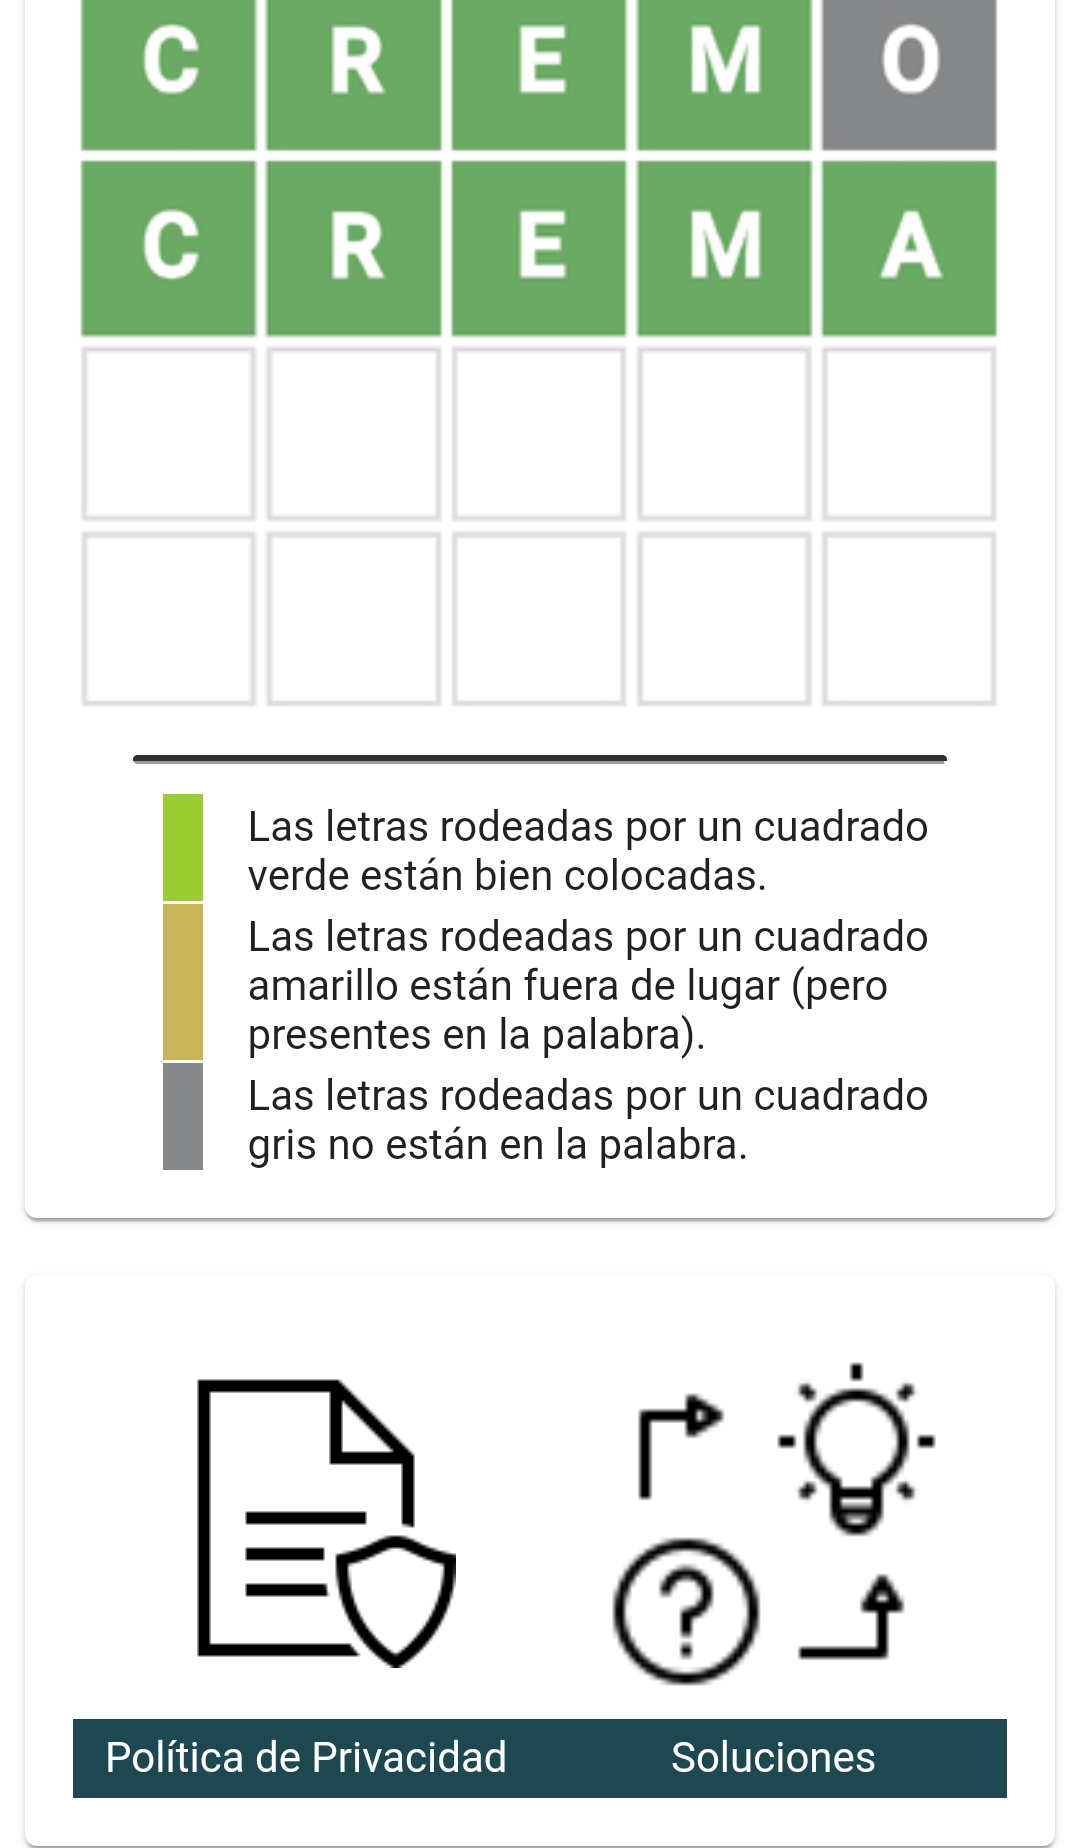 C R E M O
C R E M A
Las letras rodeadas por un cuadrado
verde están bien colocadas.
Las letras rodeadas por un cuadrado
amarillo están fuera de lugar (pero
presentes en la palabra).
Las letras rodeadas por un cuadrado
gris no están en la palabra.
?
Política de Privacidad
Soluciones